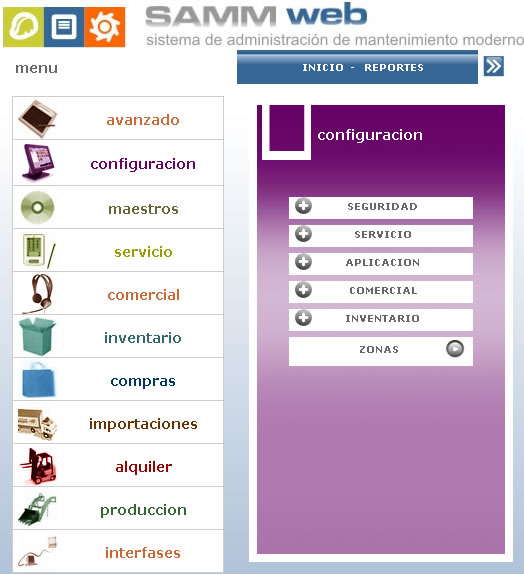 SAMM web
sistema de administración de mantenimiento moderno
menu
INICIO - REPORTES
avanzado
configuracion
maestros
servicio
comercial
inventario
compras
importaciones
alquiler
produccion
interfases
configuracion
SEGURIDAD
SERVICIO
APLICACION
COMERCIAL
INVENTARIO
ZONAS